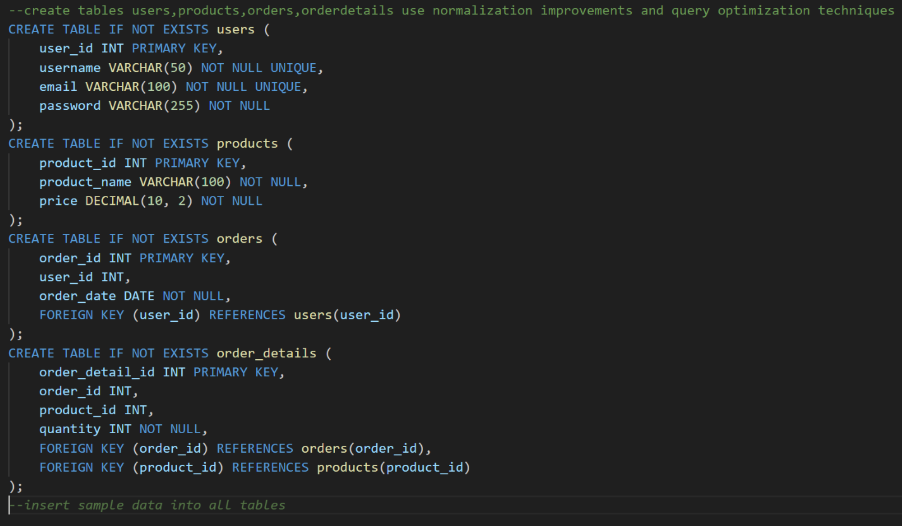 --create tables users,products,orders,orderdetails use normalization improvements and query optimization techniques
CREATE TABLE IF NOT EXISTS users (
    user_id INT PRIMARY KEY,
    username VARCHAR(50) NOT NULL UNIQUE,
    email VARCHAR(100) NOT NULL UNIQUE,
    password VARCHAR(255) NOT NULL
);
CREATE TABLE IF NOT EXISTS products (
    product_id INT PRIMARY KEY,
    product_name VARCHAR(100) NOT NULL,
    price DECIMAL(10, 2) NOT NULL
);
CREATE TABLE IF NOT EXISTS orders (
    order_id INT PRIMARY KEY,
    user_id INT,
    order_date DATE NOT NULL,
    FOREIGN KEY (user_id) REFERENCES users(user_id)
);
CREATE TABLE IF NOT EXISTS order_details (
    order_detail_id INT PRIMARY KEY,
    order_id INT,
    product_id INT,
    quantity INT NOT NULL,
    FOREIGN KEY (order_id) REFERENCES orders(order_id),
    FOREIGN KEY (product_id) REFERENCES products(product_id)
);
--insert sample data into all tables